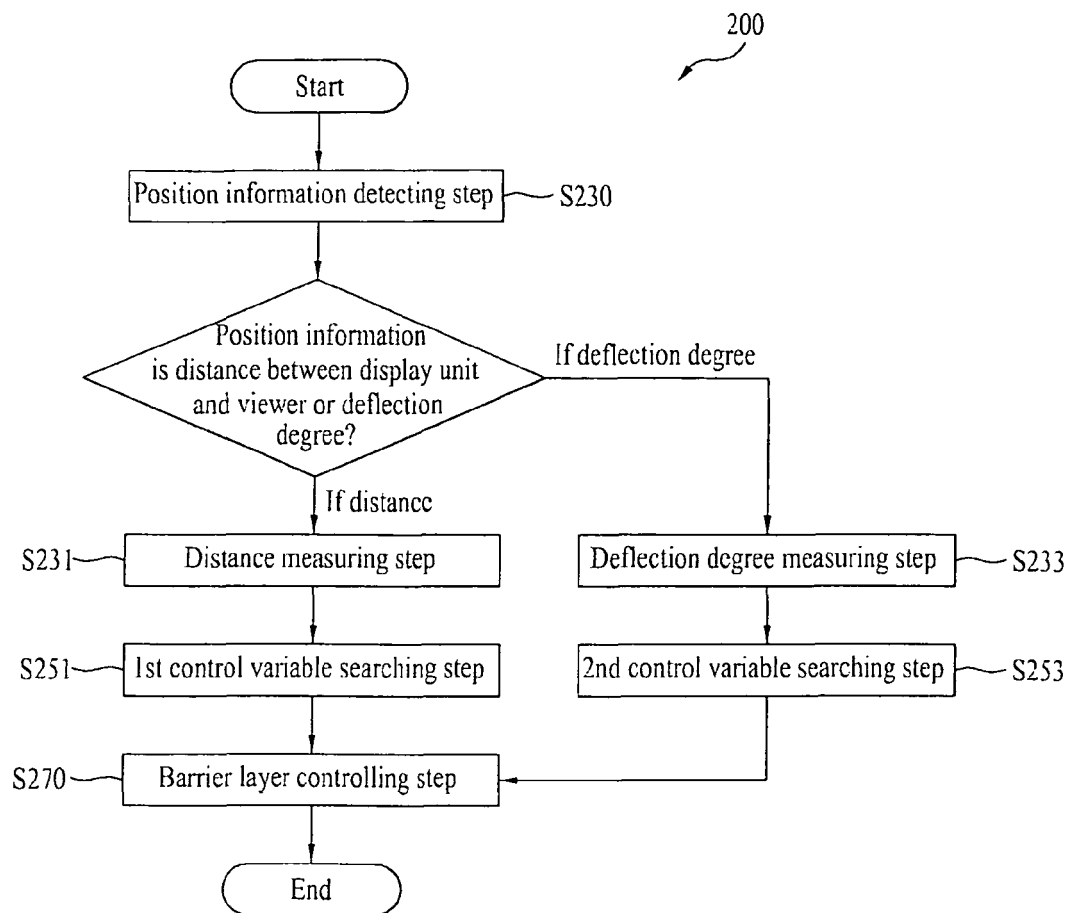 200
Start
Position information detecting step
S230
Position information
is distance between display unit
and viewer or deflection
degree?
If deflection degree
If distance
S231
Distance measuring step
Deflection degree measuring step
S233
S251
1st control variable searching step
2nd control variable searching step
S253
S270
Barrier layer controlling step
End